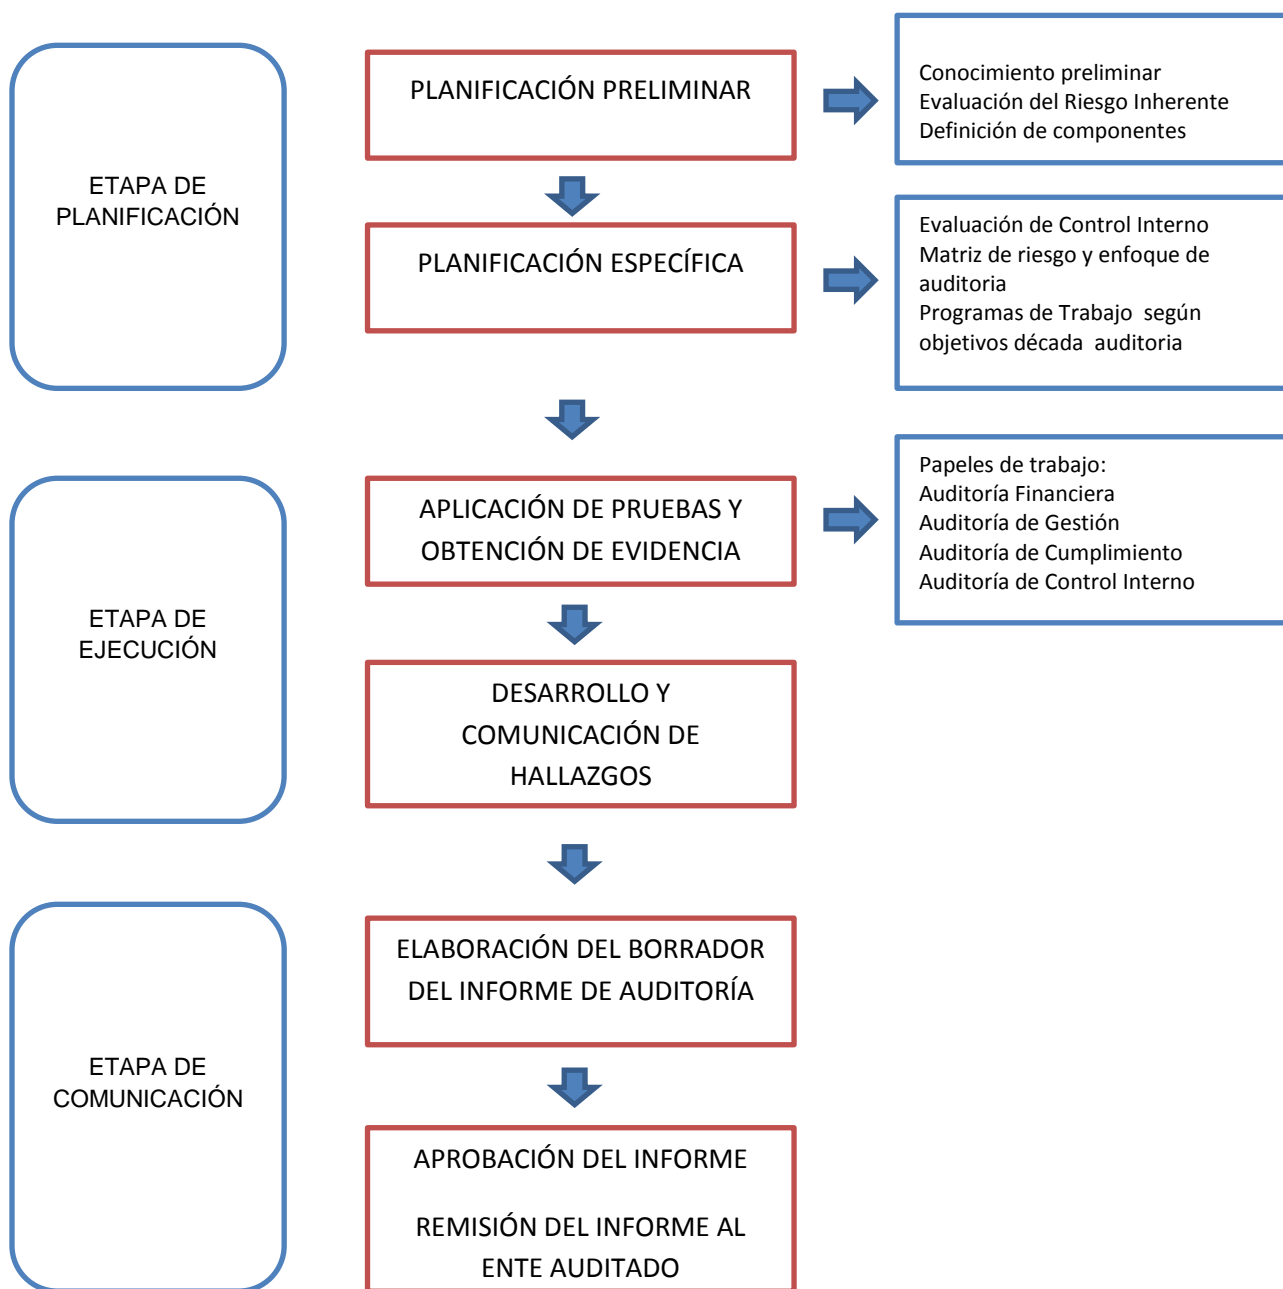 ETAPA DE
PLANIFICACIÓN
PLANIFICACIÓN PRELIMINAR
Conocimiento preliminar
Evaluación del Riesgo Inherente
Definición de componentes
PLANIFICACIÓN ESPECÍFICA
Evaluación de Control Interno
Matriz de riesgo y enfoque de
auditoria
Programas de Trabajo según
objetivos década auditoria
ETAPA DE
EJECUCIÓN
APLICACIÓN DE PRUEBAS Y
OBTENCIÓN DE EVIDENCIA
Papeles de trabajo:
Auditoría Financiera
Auditoría de Gestión
Auditoría de Cumplimiento
Auditoría de Control Interno
DESARROLLO Y
COMUNICACIÓN DE
HALLAZGOS
ETAPA DE
COMUNICACIÓN
ELABORACIÓN DEL BORRADOR
DEL INFORME DE AUDITORÍA
APROBACIÓN DEL INFORME
REMISIÓN DEL INFORME AL
ENTE AUDITADO